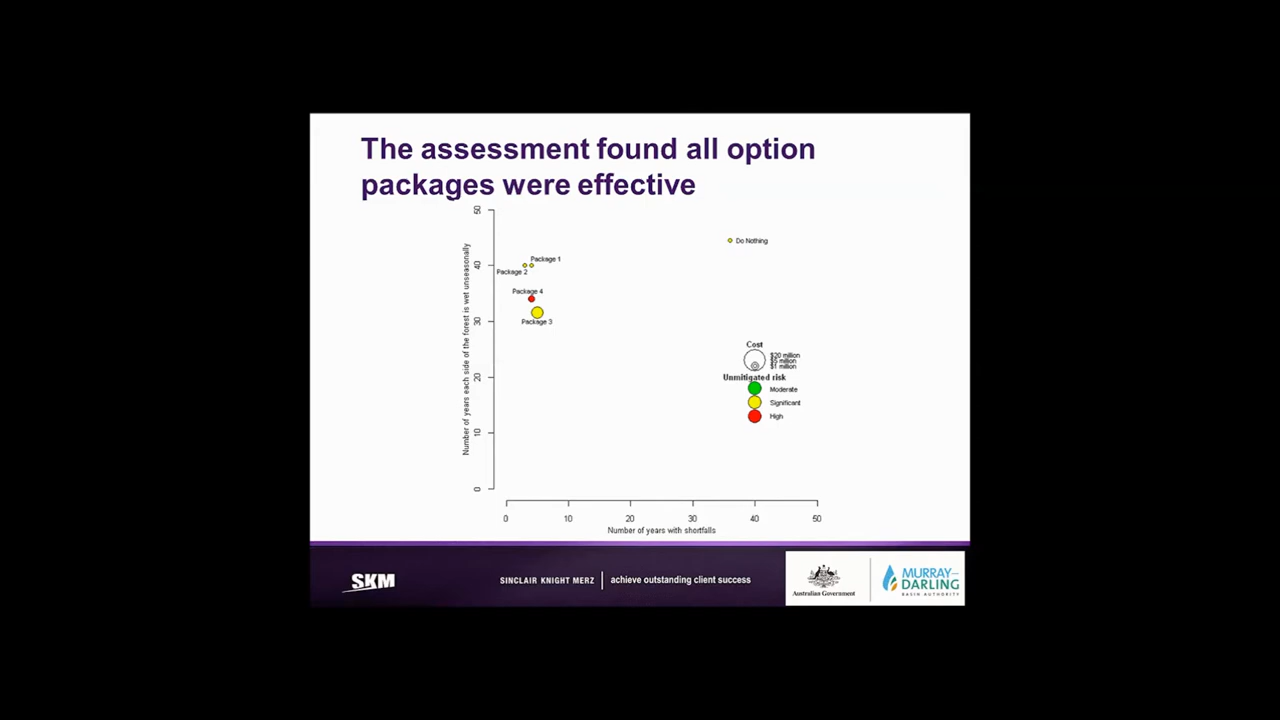 The assessment found all option
packages were effective
50
40
30
20
10
0
Number of years each side of the forest is wet unseasonally
Do Nothing
Package 1
Package 2
Package 4
Package 3
Cost
$20 million
$5 million
$1 million
Unmitigated risk
Moderate
Significant
High
0 10 20 30 40 50
Number of years with shortfalls
SKM
SINCLAIR KNIGHT MERZ | achieve outstanding client success
Australian Government
MURRAY–
DARLING
BASIN AUTHORITY